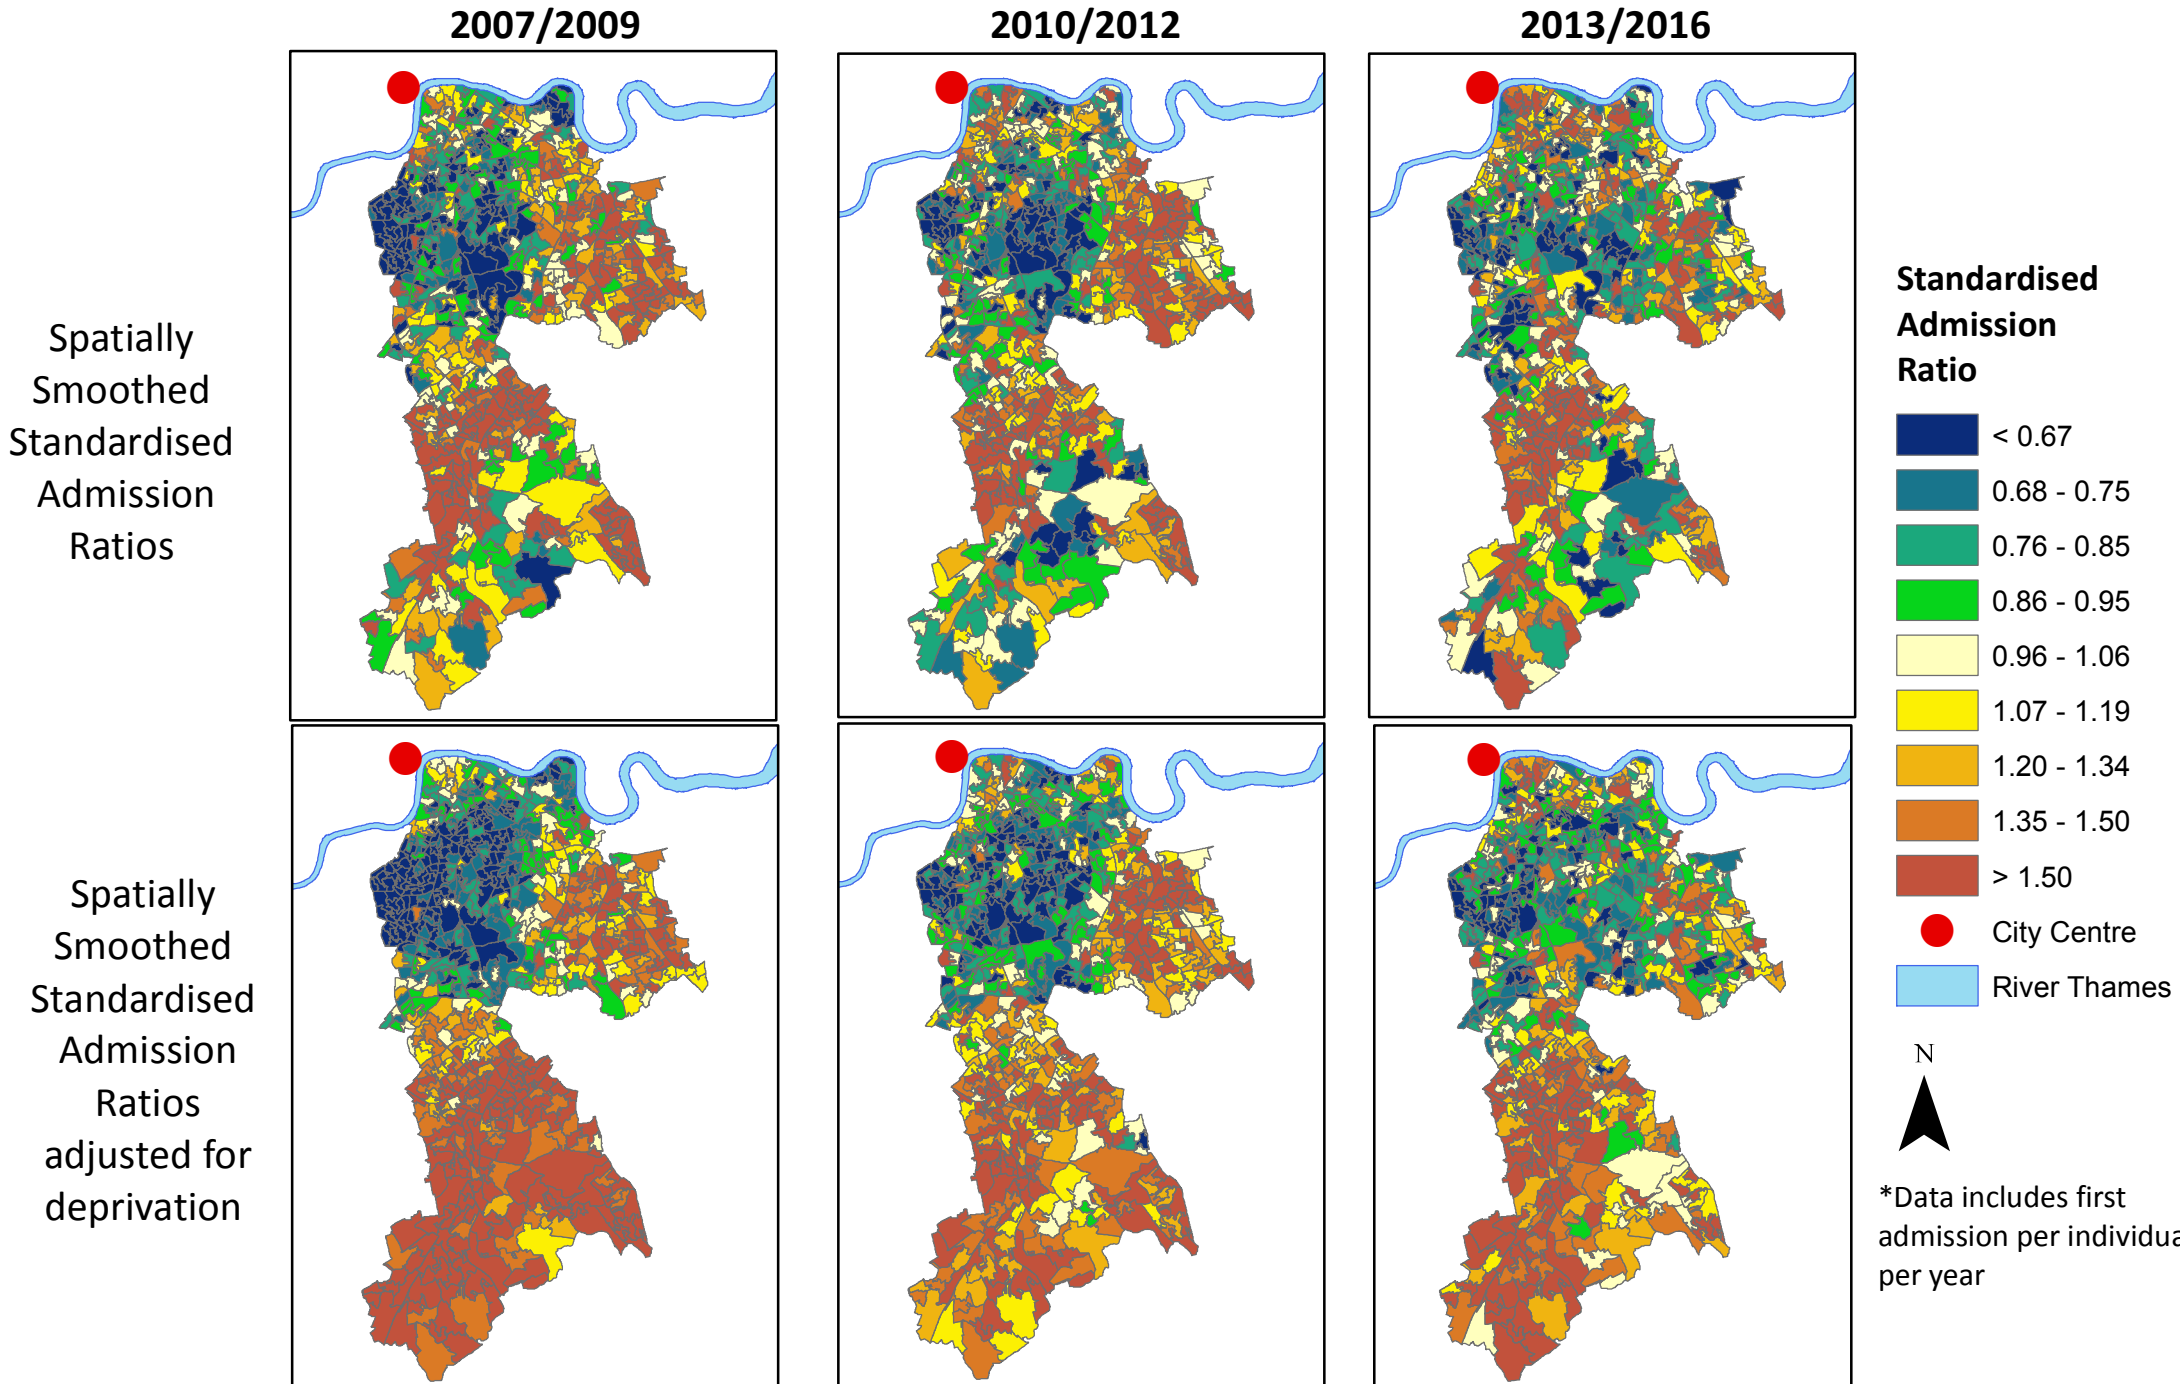 2007/2009
2010/2012
2013/2016
Spatially
Smoothed
Standardised
Admission
Ratios
Spatially
Smoothed
Standardised
Admission
Ratios
adjusted for
deprivation
Standardised
Admission
Ratio
< 0.67
0.68 - 0.75
0.76 - 0.85
0.86 - 0.95
0.96 - 1.06
1.07 - 1.19
1.20 - 1.34
1.35 - 1.50
> 1.50
City Centre
River Thames
N
*Data includes first
admission per individua
per year